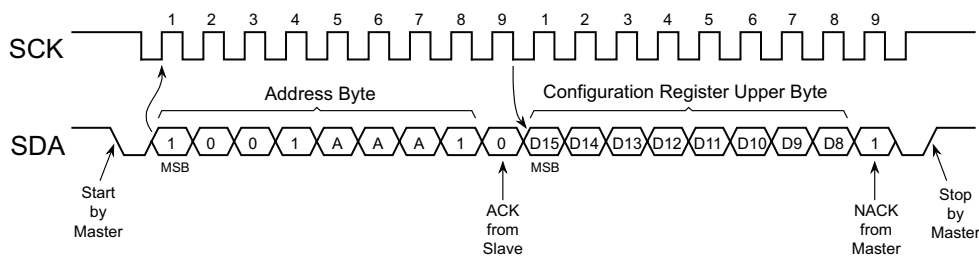 1 2 3 4 5 6 7 8 9 1 2 3 4 5 6 7 8 9
SCK
Address Byte
Configuration Register Upper Byte
SDA
1 0 0 1 A A A 1 0 D15 D14 D13 D12 D11 D10 D9 D8 1
MSB
MSB
Start
by
Master
ACK
from
Slave
NACK
from
Master
Stop
by
Master